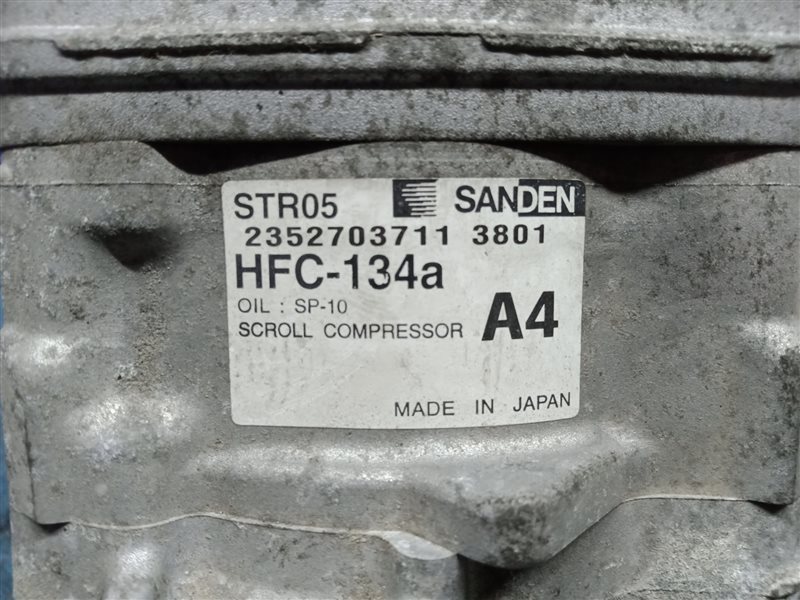 STR05 SANDEN
2352703711 3801
HFC-134a
OIL : SP-10
SCROLL COMPRESSOR A4
MADE IN JAPAN